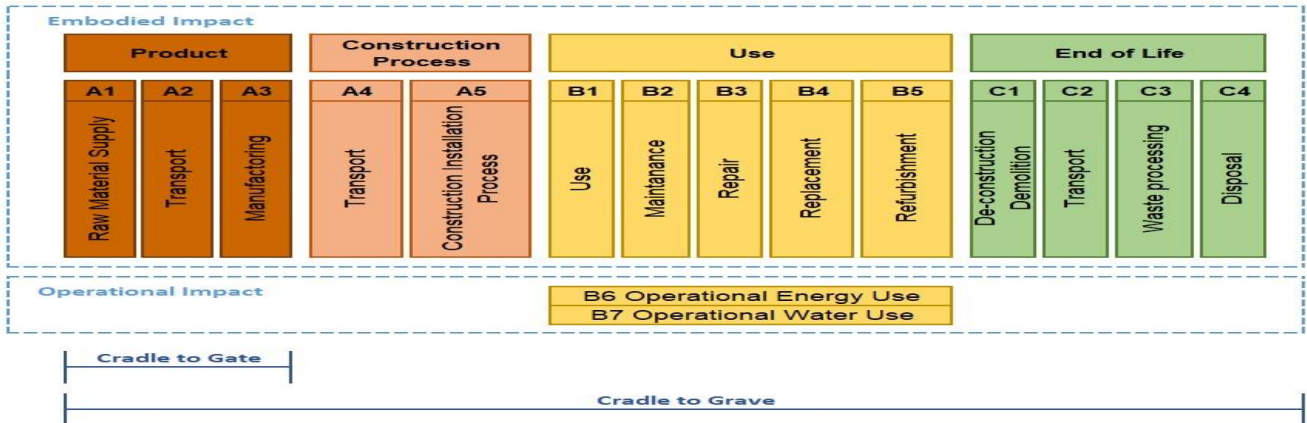 Embodied Impact
Product
Construction
Process
Use
End of Life
A1
A2
A3
A4
A5
B1
B2
B3
B4
B5
C1
C2
C3
C4
Raw Material Supply
Transport
Manufactoring
Transport
Construction Installation
Process
Use
Maintanance
Repair
Replacement
Refurbishment
De-construction
Demolition
Transport
Waste processing
Disposal
Operational Impact
B6 Operational Energy Use
B7 Operational Water Use
Cradle to Gate
Cradle to Grave